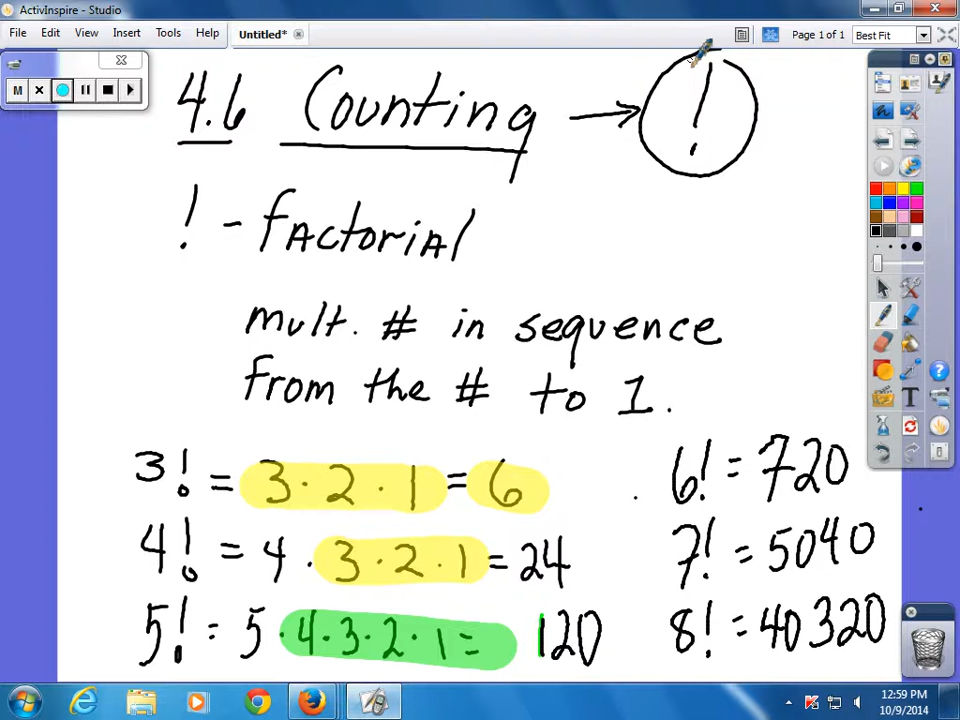 ActivInspire - Studio
File Edit View Insert Tools Help Untitled* Page 1 of 1 Best Fit
M
4.6 Counting → !
! - factorial
mult. # in sequence
from the # to 1.
3! = 3·2·1 = 6
4! = 4·3·2·1 = 24
5! = 5·4·3·2·1 = 120
6! = 720
7! = 5040
8! = 40320
T
12:59 PM
10/9/2014